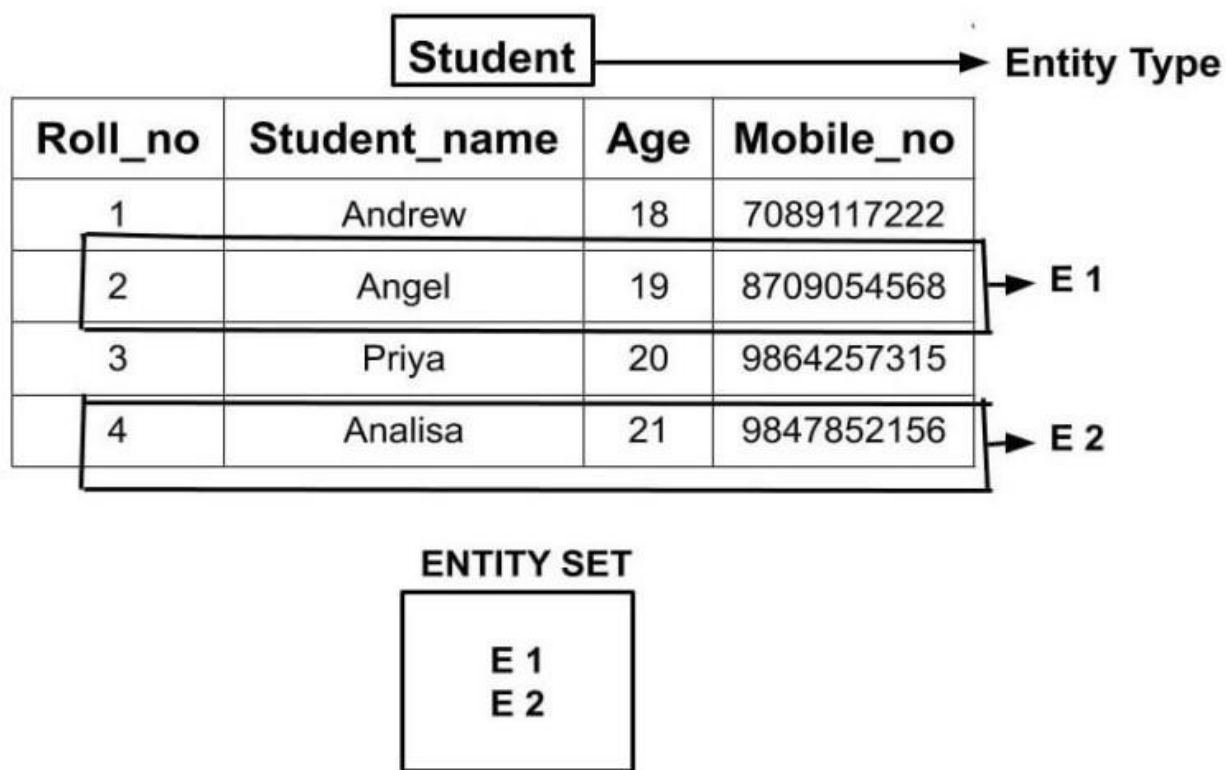 Student
Entity Type
Roll_no Student_name Age Mobile_no
1 Andrew 18 7089117222
2 Angel 19 8709054568
E 1
3 Priya 20 9864257315
4 Analisa 21 9847852156
E 2
ENTITY SET
E 1
E 2